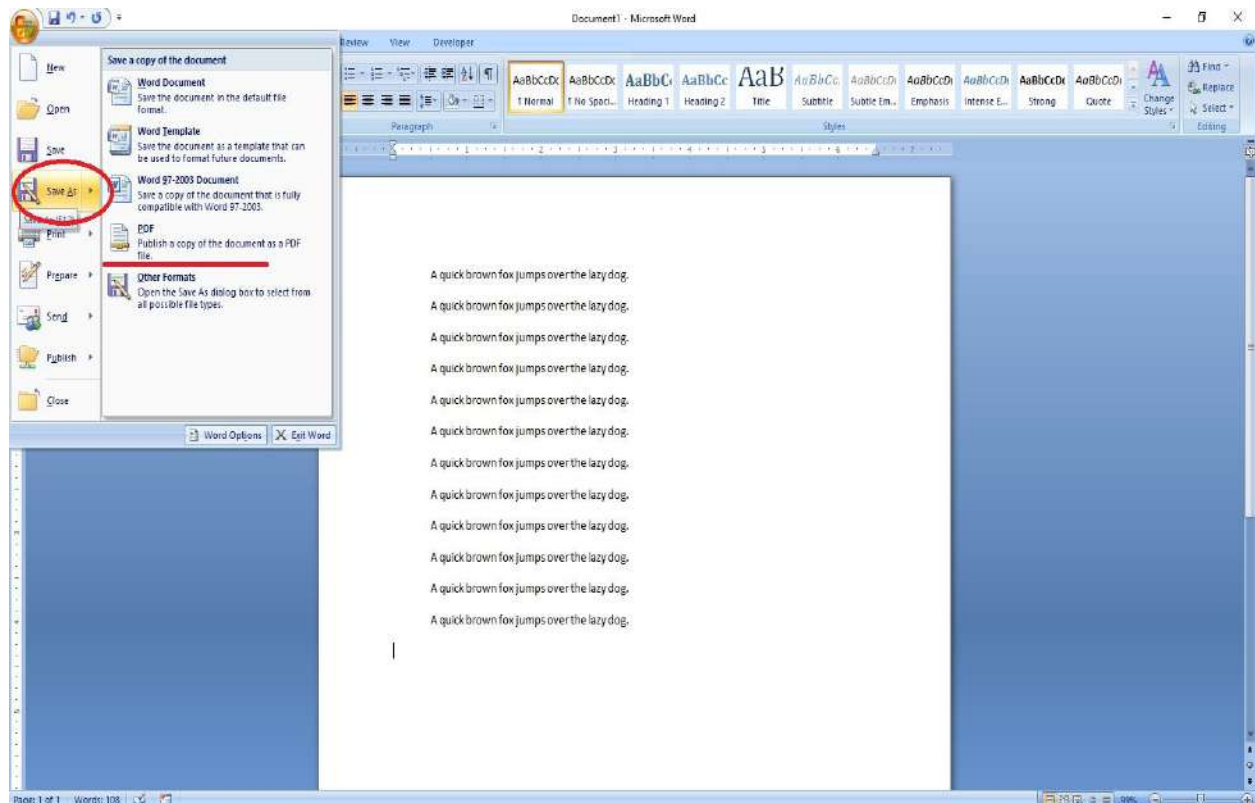 Document1 - Microsoft Word
Review View Developer
New
Open
Save
Save As
Print
Prepare
Send
Publish
Close
Save a copy of the document
Word Document
Save the document in the default file
format.
Word Template
Save the document as a template that can
be used to format future documents.
Word 97-2003 Document
Save a copy of the document that is fully
compatible with Word 97-2003.
PDF
Publish a copy of the document as a PDF
file.
Other Formats
Open the Save As dialog box to select from
all possible file types.
Word Options Exit Word
AaBbCcDc AaBbCcDc AaBbC AaBbCc AaB AaBbCc. AaBbCcDi AaBbCcDi AaBbCcDi AaBbCcDc AaBbCcDi
Normal No Spaci... Heading 1 Heading 2 Title Subtitle Subtle Em... Emphasis Intense E... Strong Quote
Change
Styles
Find
Replace
Select
Paragraph Styles Editing
A quick brown fox jumps over the lazy dog.
A quick brown fox jumps over the lazy dog.
A quick brown fox jumps over the lazy dog.
A quick brown fox jumps over the lazy dog.
A quick brown fox jumps over the lazy dog.
A quick brown fox jumps over the lazy dog.
A quick brown fox jumps over the lazy dog.
A quick brown fox jumps over the lazy dog.
A quick brown fox jumps over the lazy dog.
A quick brown fox jumps over the lazy dog.
A quick brown fox jumps over the lazy dog.
A quick brown fox jumps over the lazy dog.
Page: 1 of 1 Words: 108 99%